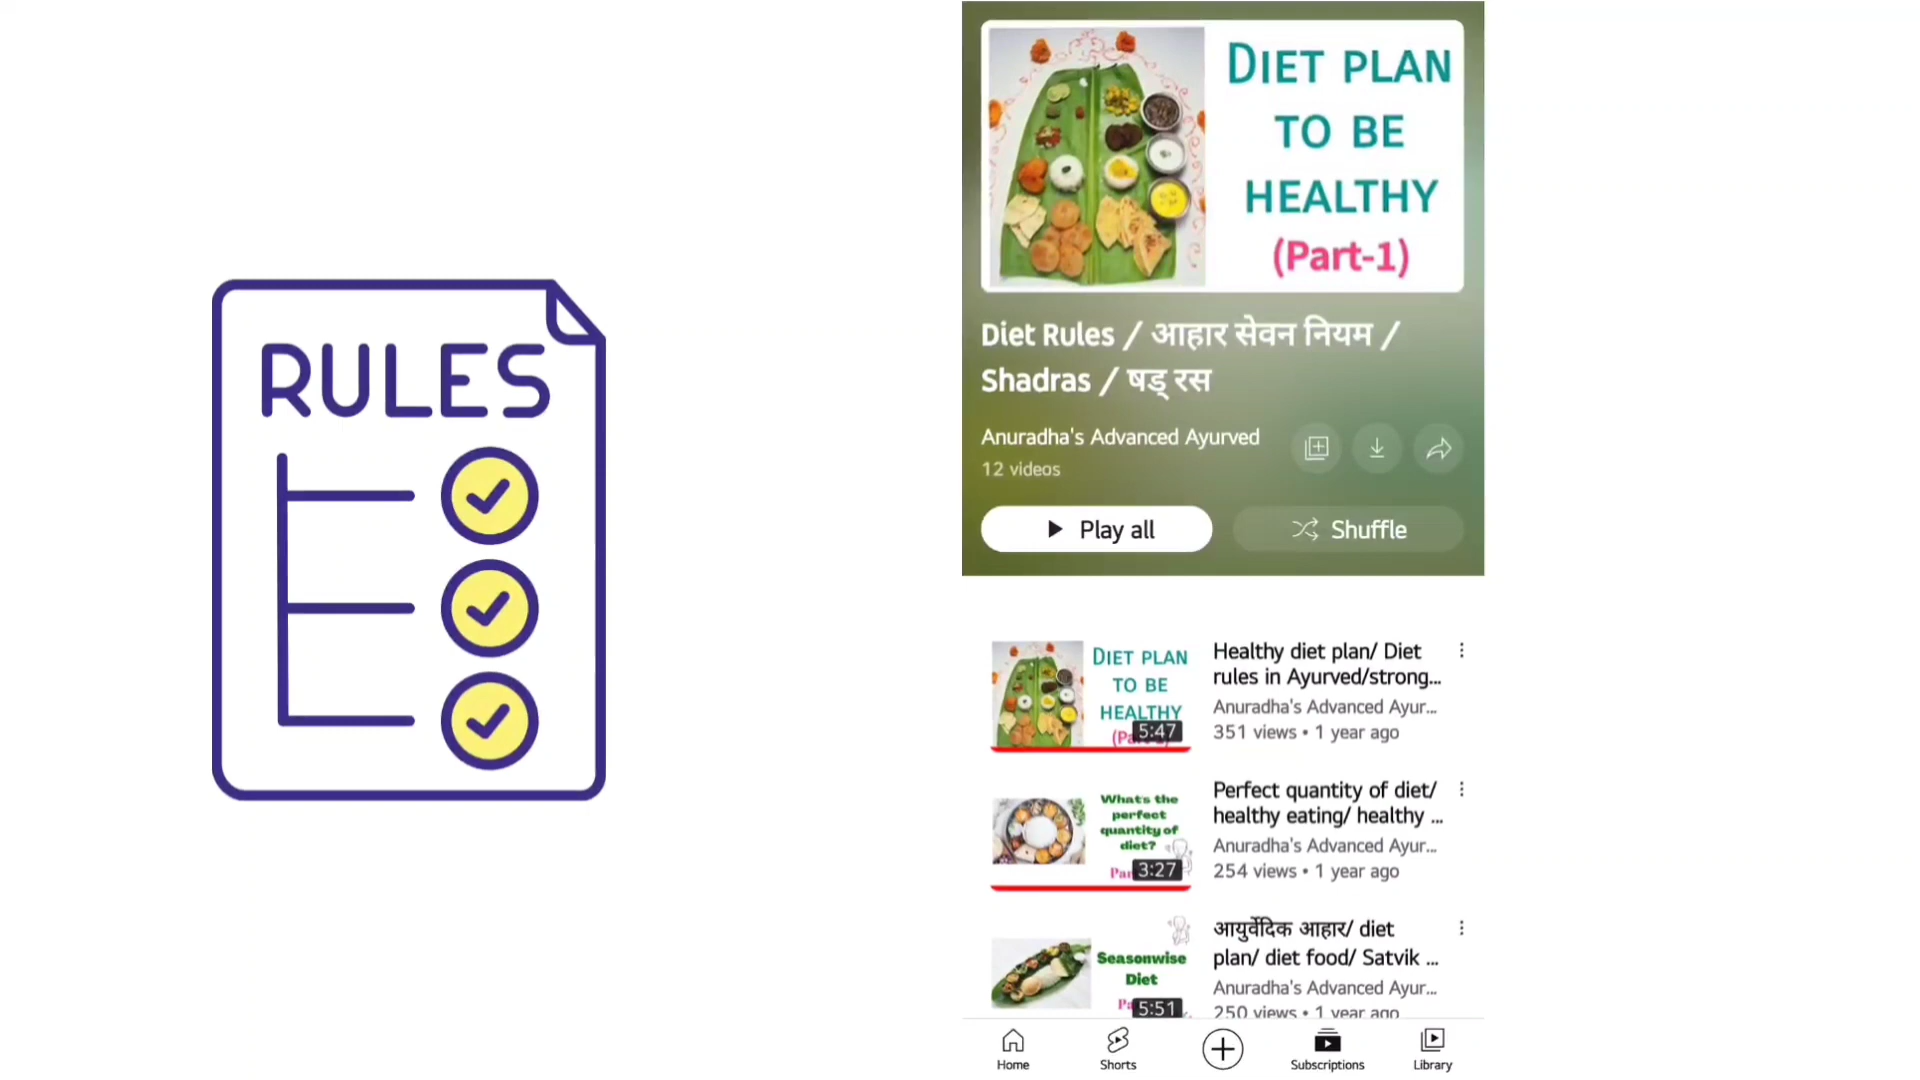 RULES
DIET PLAN
TO BE
HEALTHY
(Part-1)
Diet Rules / आहार सेवन नियम /
Shadras / षड् रस
Anuradha's Advanced Ayurved
12 videos
Play all
Shuffle
DIET PLAN
TO BE
HEALTHY
5:47
Healthy diet plan/ Diet
rules in Ayurved/strong...
Anuradha's Advanced Ayur...
351 views • 1 year ago
What's the
perfect
quantity of
diet?
3:27
Perfect quantity of diet/
healthy eating/ healthy ...
Anuradha's Advanced Ayur...
254 views • 1 year ago
Seasonwise
Diet
5:51
आयुर्वेदिक आहार/ diet
plan/ diet food/ Satvik ...
Anuradha's Advanced Ayur...
250 views • 1 year ago
Home
Shorts
Subscriptions
Library